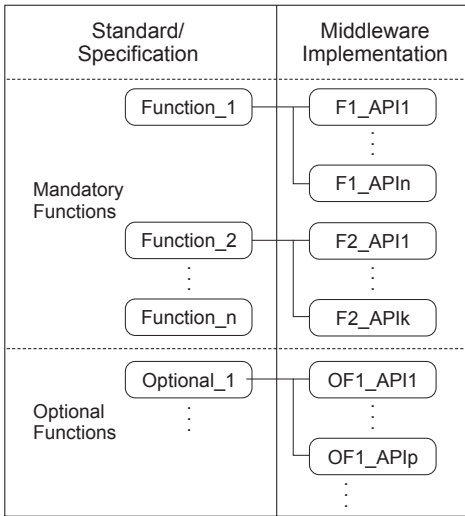 Standard/
Specification
Middleware
Implementation
Function_1
F1_API1
F1_APIn
Mandatory
Functions
Function_2
F2_API1
Function_n
F2_APIk
Optional_1
OF1_API1
Optional
Functions
OF1_APIp